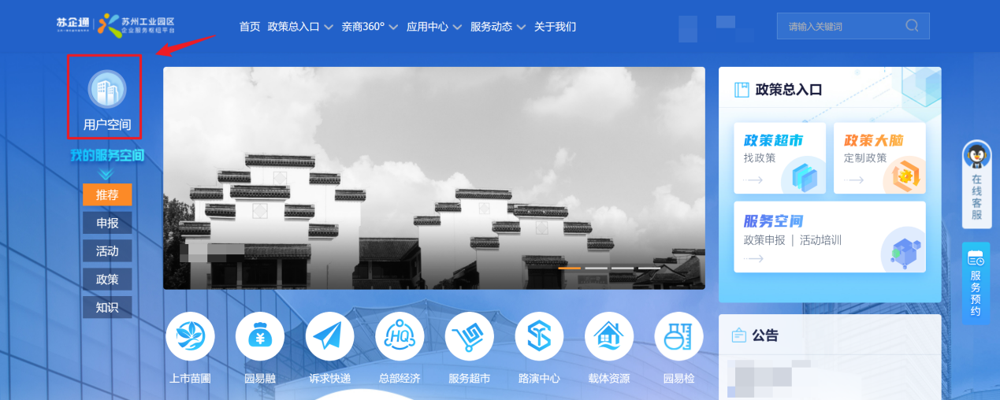 苏企通
苏州工业园区
企业服务枢纽平台
首页 政策总入口 亲商360° 应用中心 服务动态 关于我们
请输入关键词
用户空间
我的服务空间
推荐
申报
活动
政策
知识
政策总入口
政策超市
找政策
政策大脑
定制政策
服务空间
政策申报 | 活动培训
在线客服
服务预约
HQ
上市苗圃 园易融 诉求快递 总部经济 服务超市 路演中心 载体资源 园易检
公告